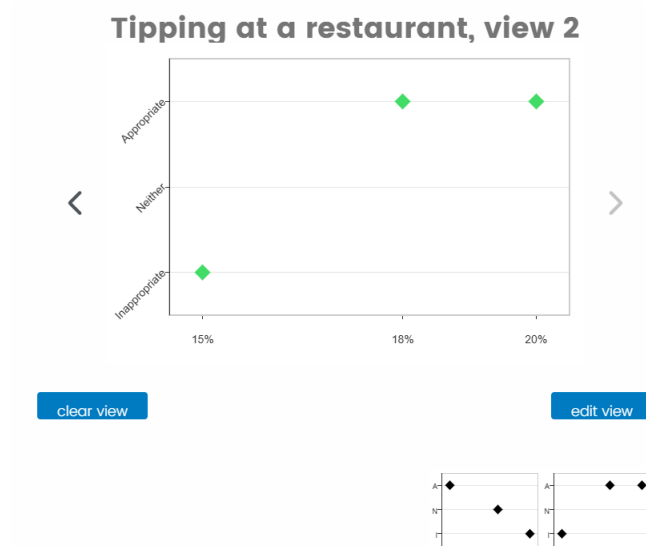 Tipping at a restaurant, view 2
Appropriate
Neither
Inappropriate
15% 18% 20%
clear view edit view
A A
N N
I I